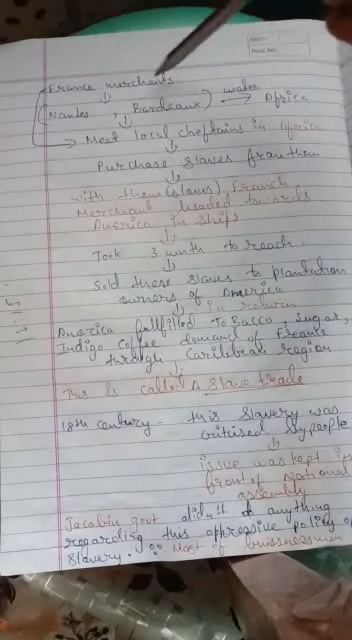 France merchants
(Nantes, Bordeaux) water → Africa
Meet local cheftains in Africa
Purchase slaves from them
with them (slaves) French
Merchant headed towards
America in ships
Took 3 month to reach.
Sold these slaves to plantation
owners of America
in return
America fullfilled ToBacco, Sugar,
Indigo Coffee demand of France
through Caribbean region
This is called △ slave trade
18th century - this slavery was
critised by people
issue was kept in
front of National
assembly
Jacobin govt didn't do anything
regarding this oppressive policy of
slavery. ∵ Most of bussnessman